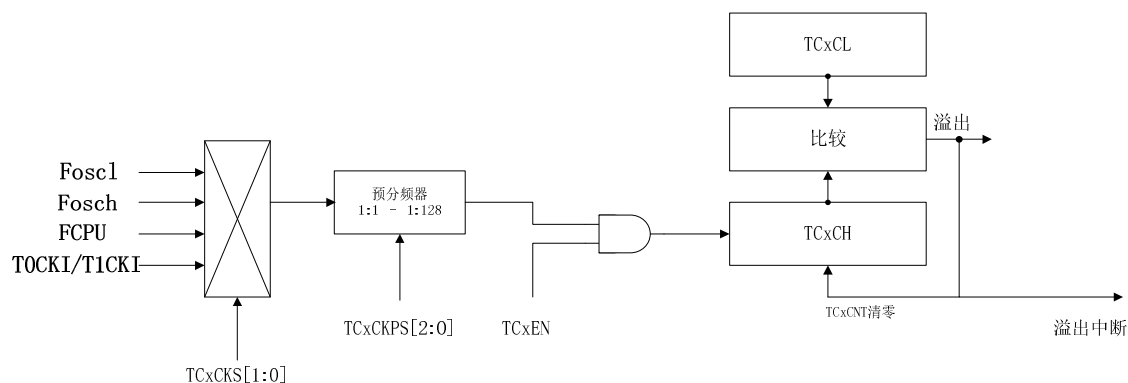 TCxCL
比较
溢出
Foscl
Fosch
FCPU
T0CKI/T1CKI
预分频器
1:1 - 1:128
TCxCH
TCxCKPS[2:0]
TCxEN
TCxCNT清零
溢出中断
TCxCKS[1:0]